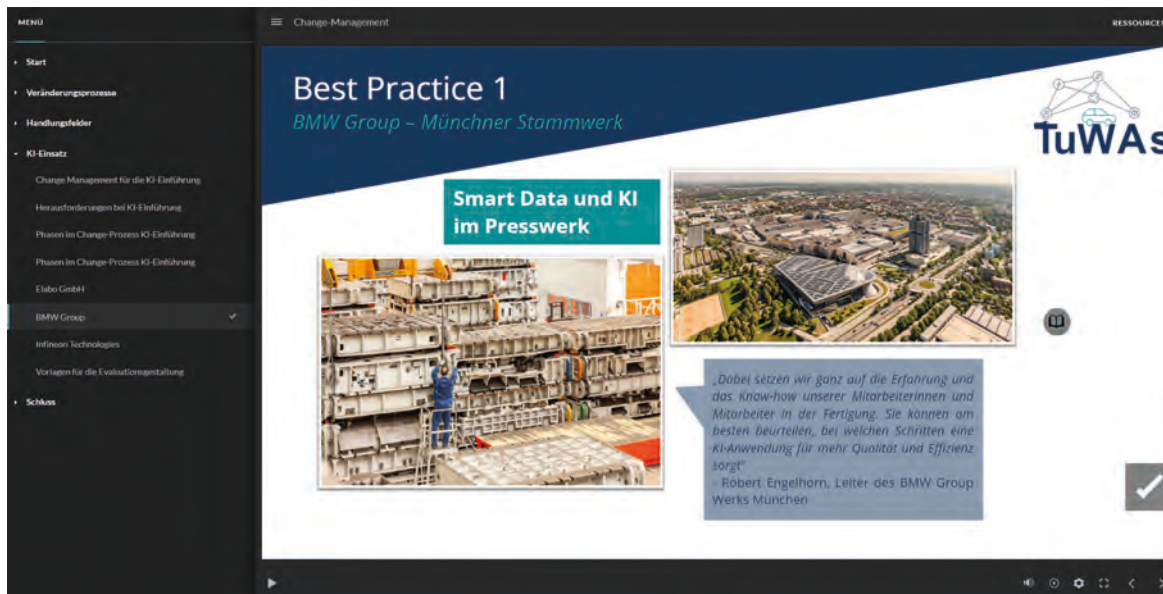 MENÜ
Start
Veränderungsprozesse
Handlungsfelder
KI-Einsatz
Change Management für die KI-Einführung
Herausforderungen bei KI-Einführung
Phasen im Change-Prozess KI-Einführung
Phasen im Change-Prozess KI-Einführung
Elabo GmbH
BMW Group
Infineon Technologies
Vorlagen für die Evaluationsgestaltung
Schluss
Change-Management
RESSOURCEN
Best Practice 1
BMW Group – Münchner Stammwerk
TuWAs
Smart Data und KI
im Presswerk
„Dabei setzen wir ganz auf die Erfahrung und
das Know-how unserer Mitarbeiterinnen und
Mitarbeiter in der Fertigung. Sie können am
besten beurteilen, bei welchen Schritten eine
KI-Anwendung für mehr Qualität und Effizienz
sorgt“
- Robert Engelhorn, Leiter des BMW Group
Werks München